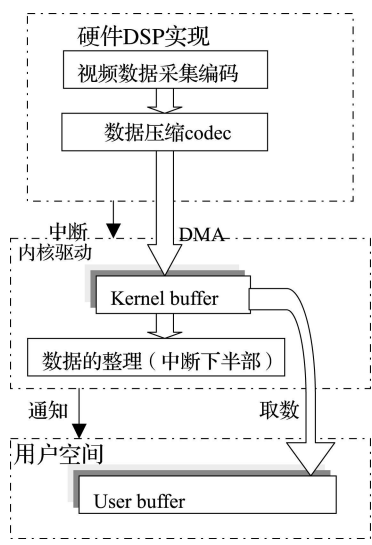 硬件DSP实现
视频数据采集编码
数据压缩codec
中断
DMA
内核驱动
Kernel buffer
数据的整理（中断下半部）
通知
取数
用户空间
User buffer